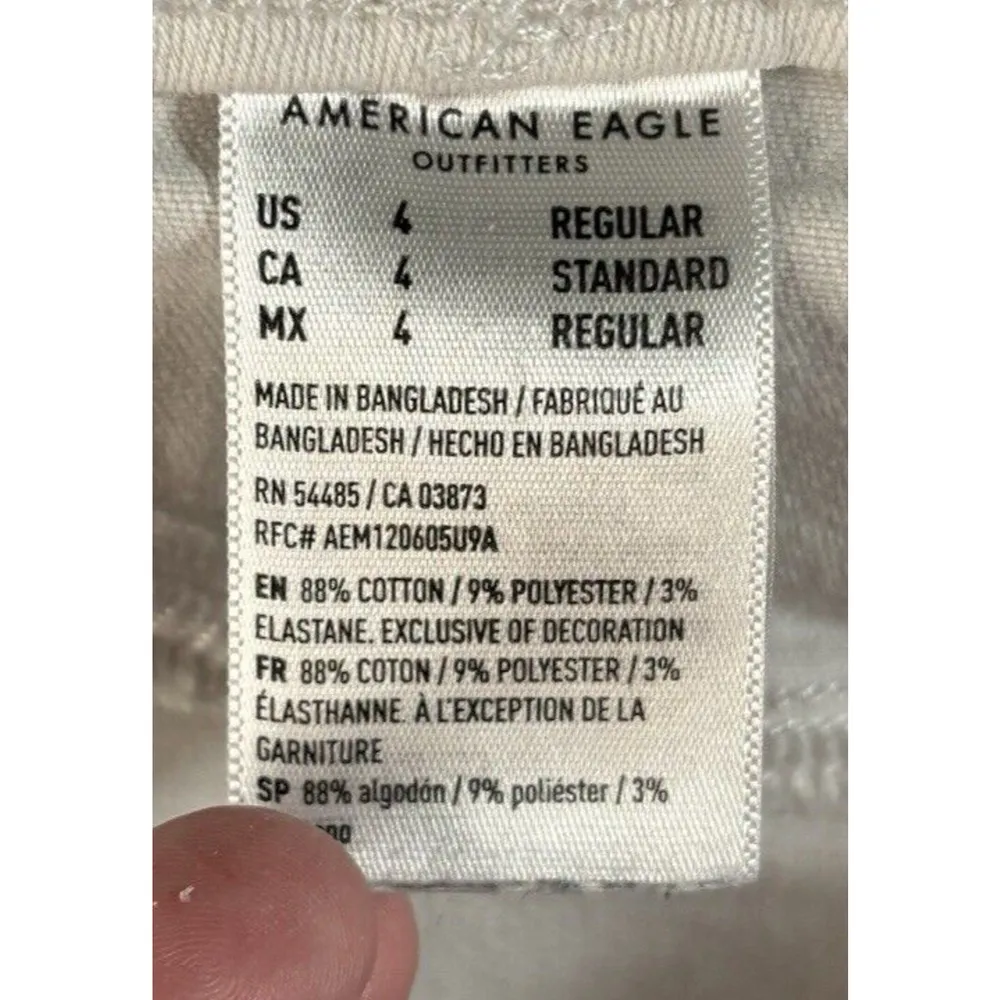 AMERICAN EAGLE
OUTFITTERS
US 4 REGULAR
CA 4 STANDARD
MX 4 REGULAR
MADE IN BANGLADESH / FABRIQUÉ AU
BANGLADESH / HECHO EN BANGLADESH
RN 54485 / CA 03873
RFC# AEM120605U9A
EN 88% COTTON / 9% POLYESTER / 3%
ELASTANE. EXCLUSIVE OF DECORATION
FR 88% COTON / 9% POLYESTER / 3%
ÉLASTHANNE. À L'EXCEPTION DE LA
GARNITURE
SP 88% algodón / 9% poliéster / 3%